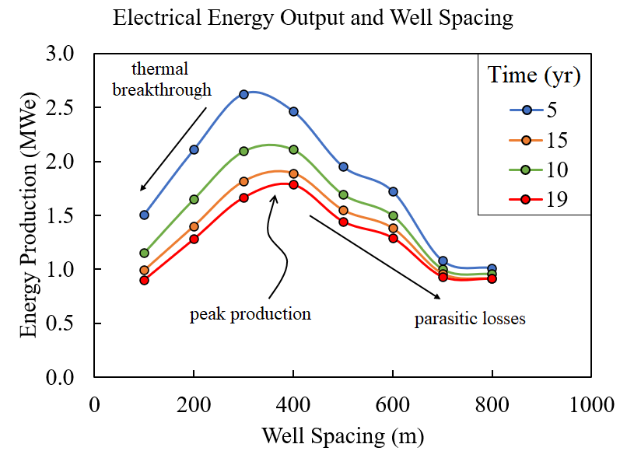 Electrical Energy Output and Well Spacing
3.0
2.5
2.0
1.5
1.0
0.5
0.0
Energy Production (MWe)
thermal
breakthrough
Time (yr)
5
15
10
19
peak production
parasitic losses
0
200
400
600
800
1000
Well Spacing (m)